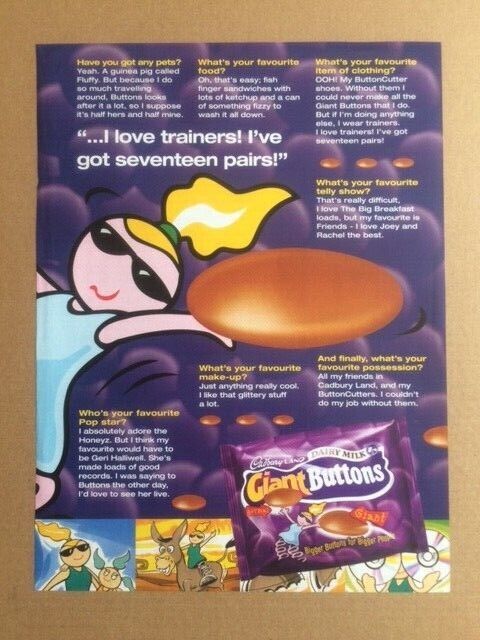 Have you got any pets?
Yeah. A guinea pig called
Fluffy. But because I do
so much travelling
around, Buttons looks
after it a lot, so I suppose
it's half hers and half mine.
What's your favourite
food?
Oh, that's easy; fish
finger sandwiches with
lots of ketchup and a can
of something fizzy to
wash it all down.
What's your favourite
item of clothing?
OOH! My ButtonCutter
shoes. Without them I
could never make all the
Giant Buttons that I do.
But if I'm doing anything
else, I wear trainers.
I love trainers! I've got
seventeen pairs!
"...I love trainers! I've
got seventeen pairs!"
What's your favourite
telly show?
That's really difficult,
I love The Big Breakfast
loads, but my favourite is
Friends - I love Joey and
Rachel the best.
What's your favourite
make-up?
Just anything really cool.
I like that glittery stuff
a lot.
And finally, what's your
favourite possession?
All my friends in
Cadbury Land, and my
ButtonCutters. I couldn't
do my job without them.
Who's your favourite
Pop star?
I absolutely adore the
Honeyz. But I think my
favourite would have to
be Geri Halliwell. She's
made loads of good
records. I was saying to
Buttons the other day,
I'd love to see her live.
Cadbury Land DAIRY MILK
Giant Buttons
Giant
Bigger Buttons for Bigger